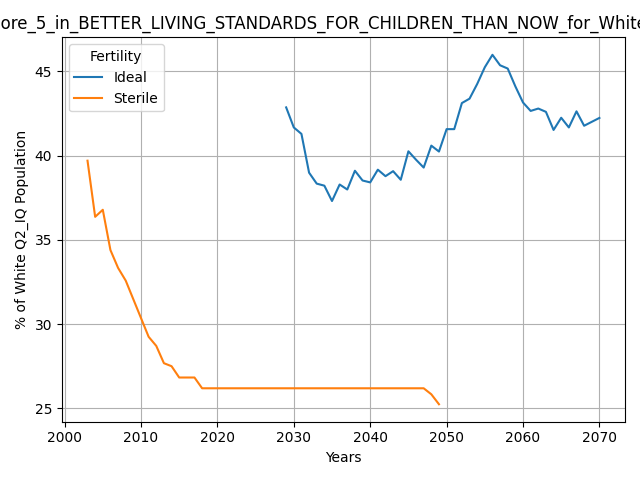 ore_5_in_BETTER_LIVING_STANDARDS_FOR_CHILDREN_THAN_NOW_for_White
Fertility
Ideal
Sterile
% of White Q2_IQ Population
45
40
35
30
25
2000 2010 2020 2030 2040 2050 2060 2070
Years